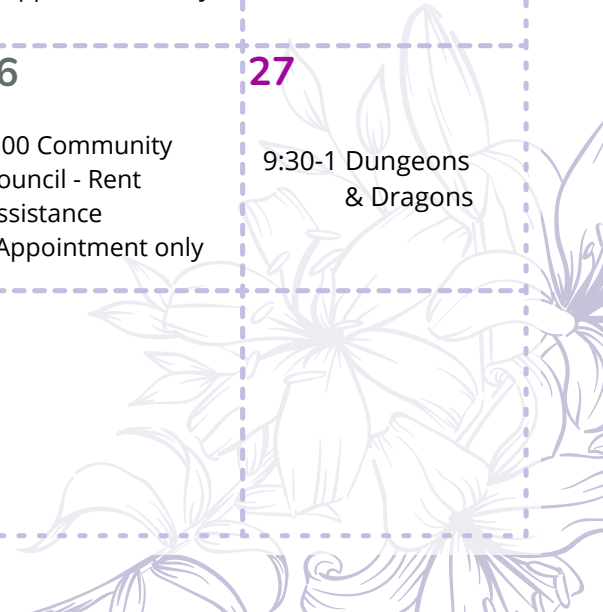 6
27
00 Community
ouncil - Rent
ssistance
Appointment only
9:30-1 Dungeons
& Dragons